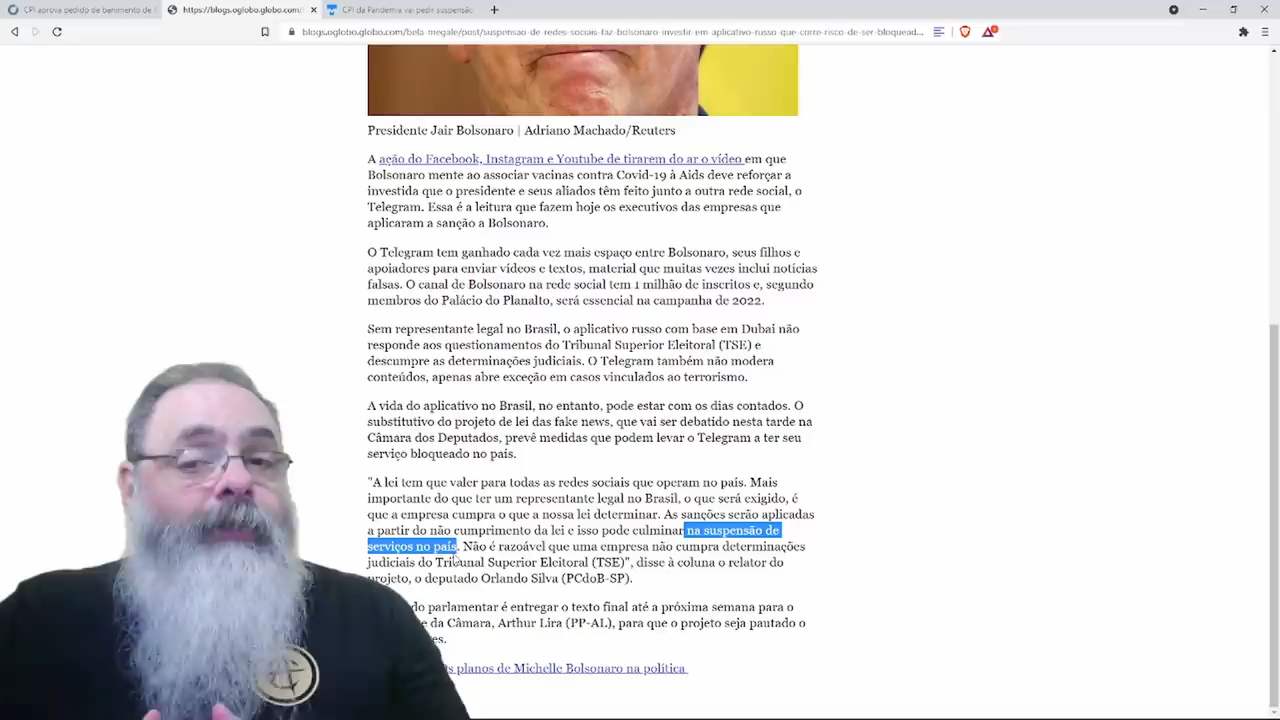 CPI aprova pedido de banimento de
https://blogs.oglobo.globo.com/
CPI da Pandemia vai pedir suspensão
blogs.oglobo.globo.com/bela-megale/post/suspensao-de-redes-sociais-faz-bolsonaro-investir-em-aplicativo-russo-que-corre-risco-de-ser-bloquead...
Presidente Jair Bolsonaro | Adriano Machado/Reuters
A ação do Facebook, Instagram e Youtube de tirarem do ar o vídeo em que
Bolsonaro mente ao associar vacinas contra Covid-19 à Aids deve reforçar a
investida que o presidente e seus aliados têm feito junto a outra rede social, o
Telegram. Essa é a leitura que fazem hoje os executivos das empresas que
aplicaram a sanção a Bolsonaro.
O Telegram tem ganhado cada vez mais espaço entre Bolsonaro, seus filhos e
apoiadores para enviar vídeos e textos, material que muitas vezes inclui notícias
falsas. O canal de Bolsonaro na rede social tem 1 milhão de inscritos e, segundo
membros do Palácio do Planalto, será essencial na campanha de 2022.
Sem representante legal no Brasil, o aplicativo russo com base em Dubai não
responde aos questionamentos do Tribunal Superior Eleitoral (TSE) e
descumpre as determinações judiciais. O Telegram também não modera
conteúdos, apenas abre exceção em casos vinculados ao terrorismo.
A vida do aplicativo no Brasil, no entanto, pode estar com os dias contados. O
substitutivo do projeto de lei das fake news, que vai ser debatido nesta tarde na
Câmara dos Deputados, prevê medidas que podem levar o Telegram a ter seu
serviço bloqueado no país.
"A lei tem que valer para todas as redes sociais que operam no país. Mais
importante do que ter um representante legal no Brasil, o que será exigido, é
que a empresa cumpra o que a nossa lei determinar. As sanções serão aplicadas
a partir do não cumprimento da lei e isso pode culminar na suspensão de
serviços no país. Não é razoável que uma empresa não cumpra determinações
judiciais do Tribunal Superior Eleitoral (TSE)", disse à coluna o relator do
projeto, o deputado Orlando Silva (PCdoB-SP).
do parlamentar é entregar o texto final até a próxima semana para o
e da Câmara, Arthur Lira (PP-AL), para que o projeto seja pautado o
es.
s planos de Michelle Bolsonaro na política